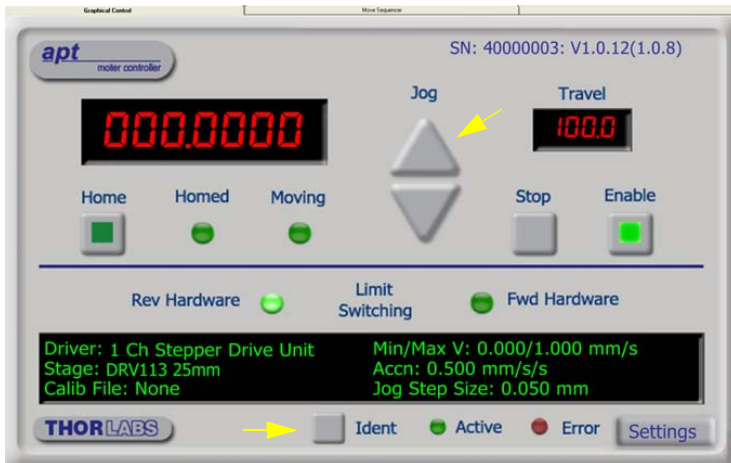 Graphical Control
Move Sequencer
apt
motor controller
SN: 40000003: V1.0.12(1.0.8)
Jog
Travel
000.0000
100.0
Home
Homed
Moving
Stop
Enable
Rev Hardware
Limit
Switching
Fwd Hardware
Driver: 1 Ch Stepper Drive Unit
Min/Max V: 0.000/1.000 mm/s
Stage: DRV113 25mm
Accn: 0.500 mm/s/s
Calib File: None
Jog Step Size: 0.050 mm
THORLABS
Ident
Active
Error
Settings